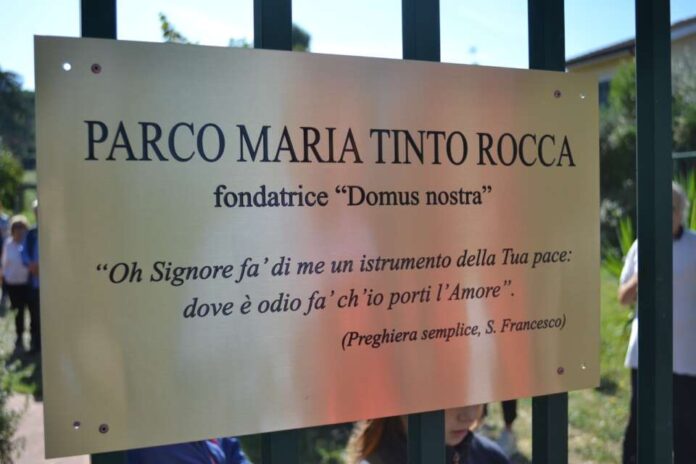 PARCO MARIA TINTO ROCCA
fondatrice “Domus nostra”
“Oh Signore fa’ di me un istrumento della Tua pace:
dove è odio fa’ ch’io porti l’Amore”.
(Preghiera semplice, S. Francesco)